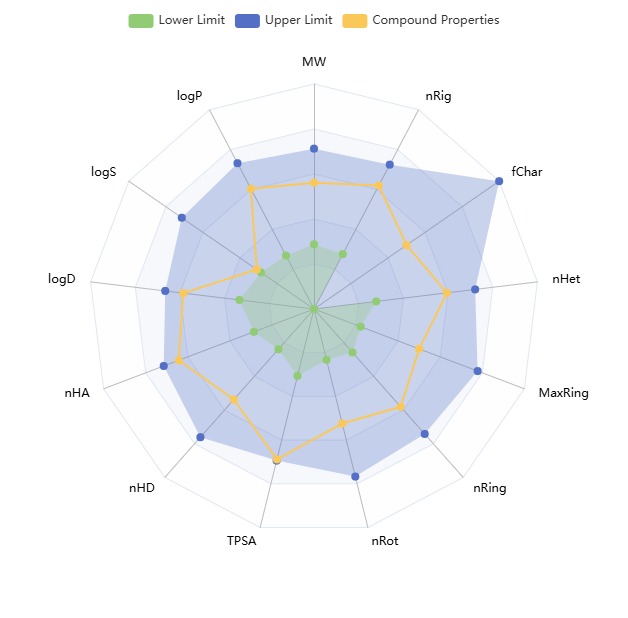 Lower Limit Upper Limit Compound Properties
MW
logP nRig
logS fChar
logD nHet
nHA MaxRing
nHD nRing
TPSA nRot